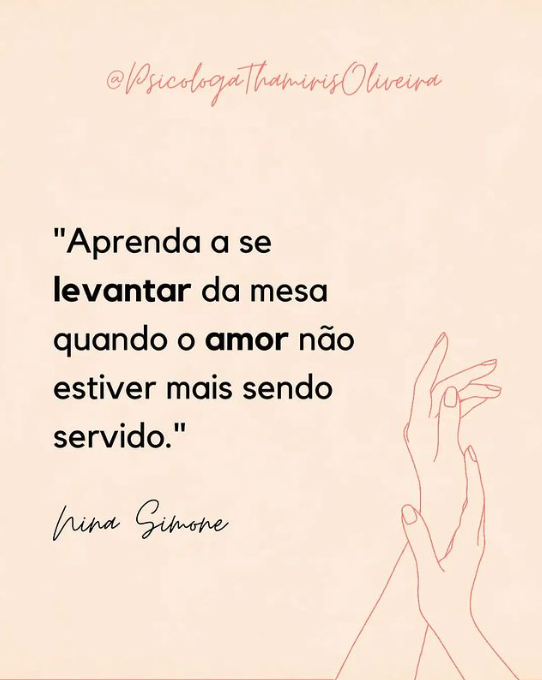 @PsicologaThamirisOliveira
"Aprenda a se
levantar da mesa
quando o amor não
estiver mais sendo
servido."
Nina Simone